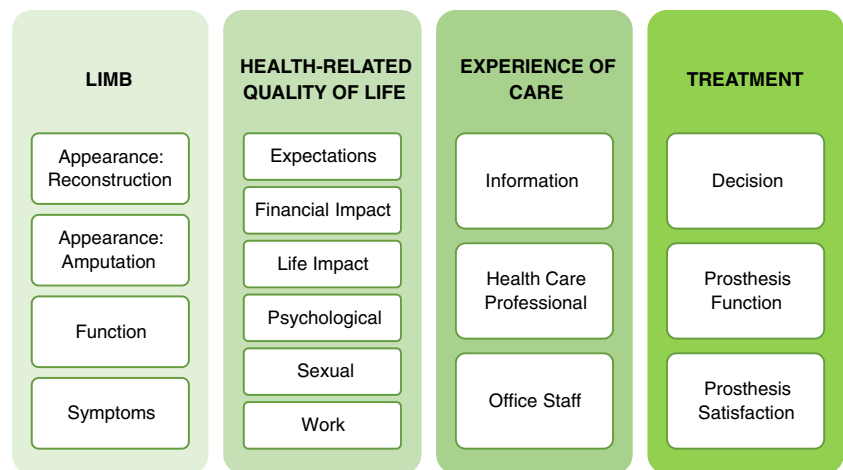 LIMB
Appearance:
Reconstruction
Appearance:
Amputation
Function
Symptoms
HEALTH-RELATED
QUALITY OF LIFE
Expectations
Financial Impact
Life Impact
Psychological
Sexual
Work
EXPERIENCE OF
CARE
Information
Health Care
Professional
Office Staff
TREATMENT
Decision
Prosthesis
Function
Prosthesis
Satisfaction